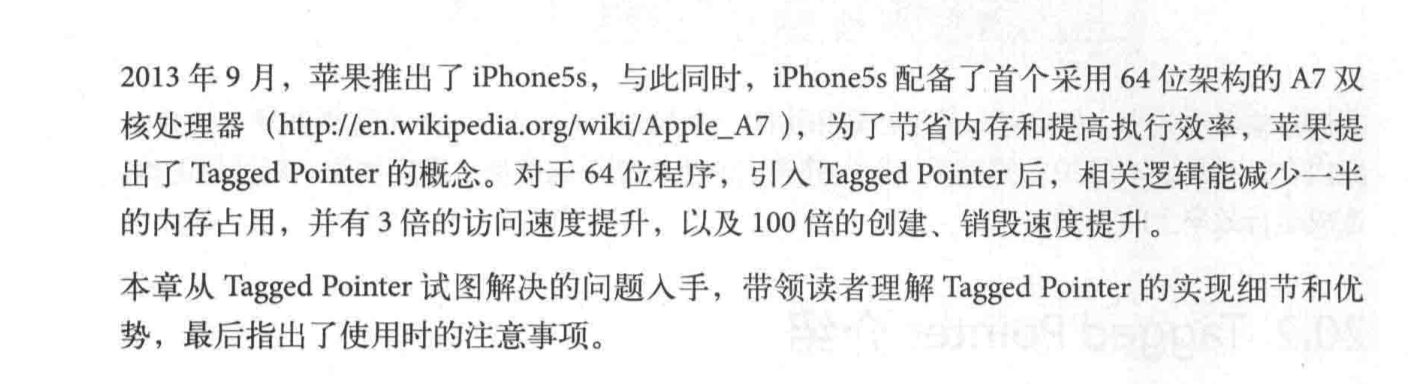 2013 年 9 月，苹果推出了 iPhone5s，与此同时，iPhone5s 配备了首个采用 64 位架构的 A7 双
核处理器（http://en.wikipedia.org/wiki/Apple_A7 ），为了节省内存和提高执行效率，苹果提
出了 Tagged Pointer 的概念。对于 64 位程序，引入 Tagged Pointer 后，相关逻辑能减少一半
的内存占用，并有 3 倍的访问速度提升，以及 100 倍的创建、销毁速度提升。
本章从 Tagged Pointer 试图解决的问题入手，带领读者理解 Tagged Pointer 的实现细节和优
势，最后指出了使用时的注意事项。
20.2 Tagged Pointer 介绍